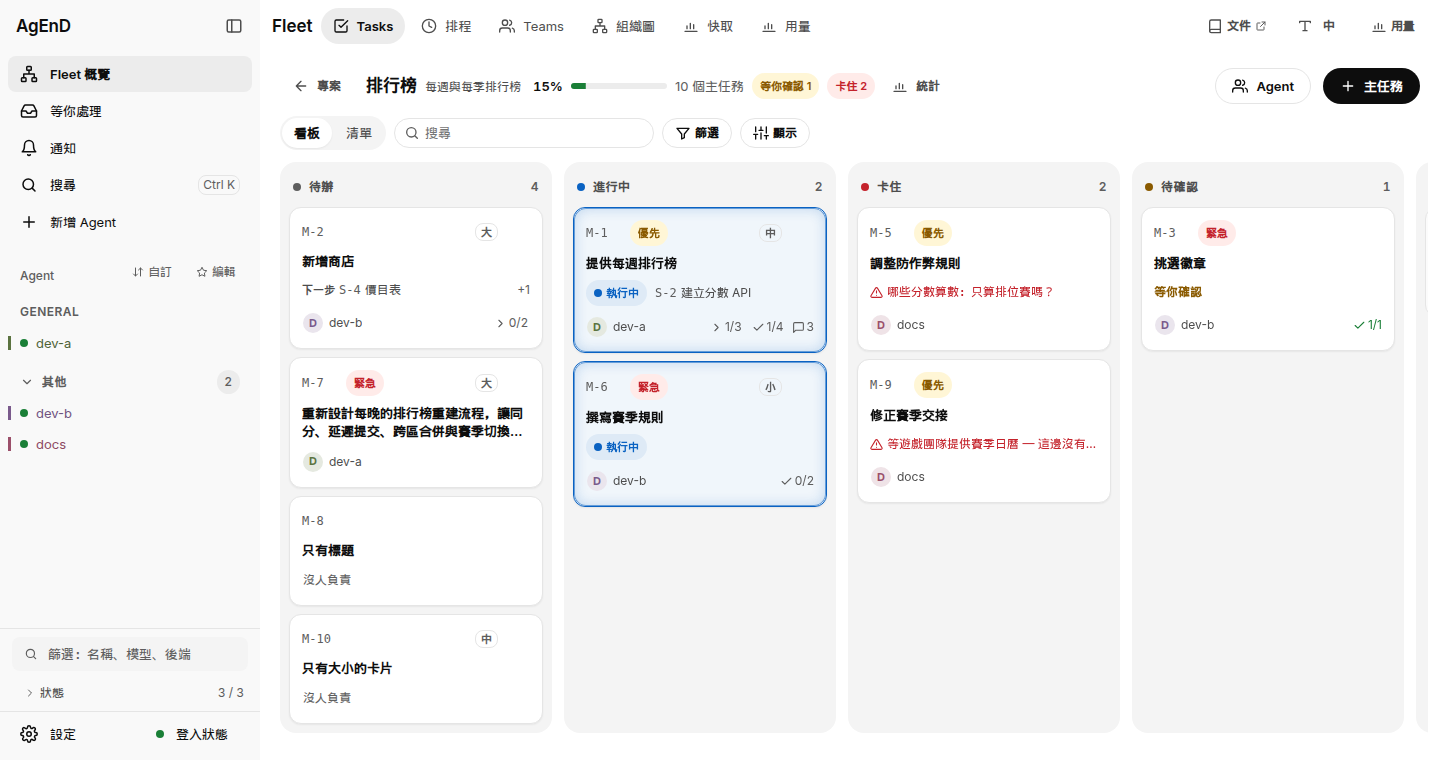 AgEnD
Fleet 概覽
等你處理
通知
搜尋 Ctrl K
新增 Agent
Agent 自訂 編輯
GENERAL
dev-a
其他 2
dev-b
docs
篩選：名稱、模型、後端
狀態 3 / 3
設定 登入狀態
Fleet Tasks 排程 Teams 組織圖 快取 用量 文件 中 用量
專案 排行榜 每週與每季排行榜 15% 10 個主任務 等你確認 1 卡住 2 統計 Agent 主任務
看板 清單 搜尋 篩選 顯示
待辦 4
M-2 大
新增商店
下一步 S-4 價目表 +1
D dev-b 0/2
M-7 緊急 大
重新設計每晚的排行榜重建流程，讓同
分、延遲提交、跨區合併與賽季切換…
D dev-a
M-8
只有標題
沒人負責
M-10 中
只有大小的卡片
沒人負責
進行中 2
M-1 優先 中
提供每週排行榜
執行中 S-2 建立分數 API
D dev-a 1/3 1/4 3
M-6 緊急 小
撰寫賽季規則
執行中
D dev-b 0/2
卡住 2
M-5 優先
調整防作弊規則
哪些分數算數：只算排位賽嗎？
D docs
M-9 優先
修正賽季交接
等遊戲團隊提供賽季日曆 — 這邊沒有…
D docs
待確認 1
M-3 緊急
挑選徽章
等你確認
D dev-b 1/1